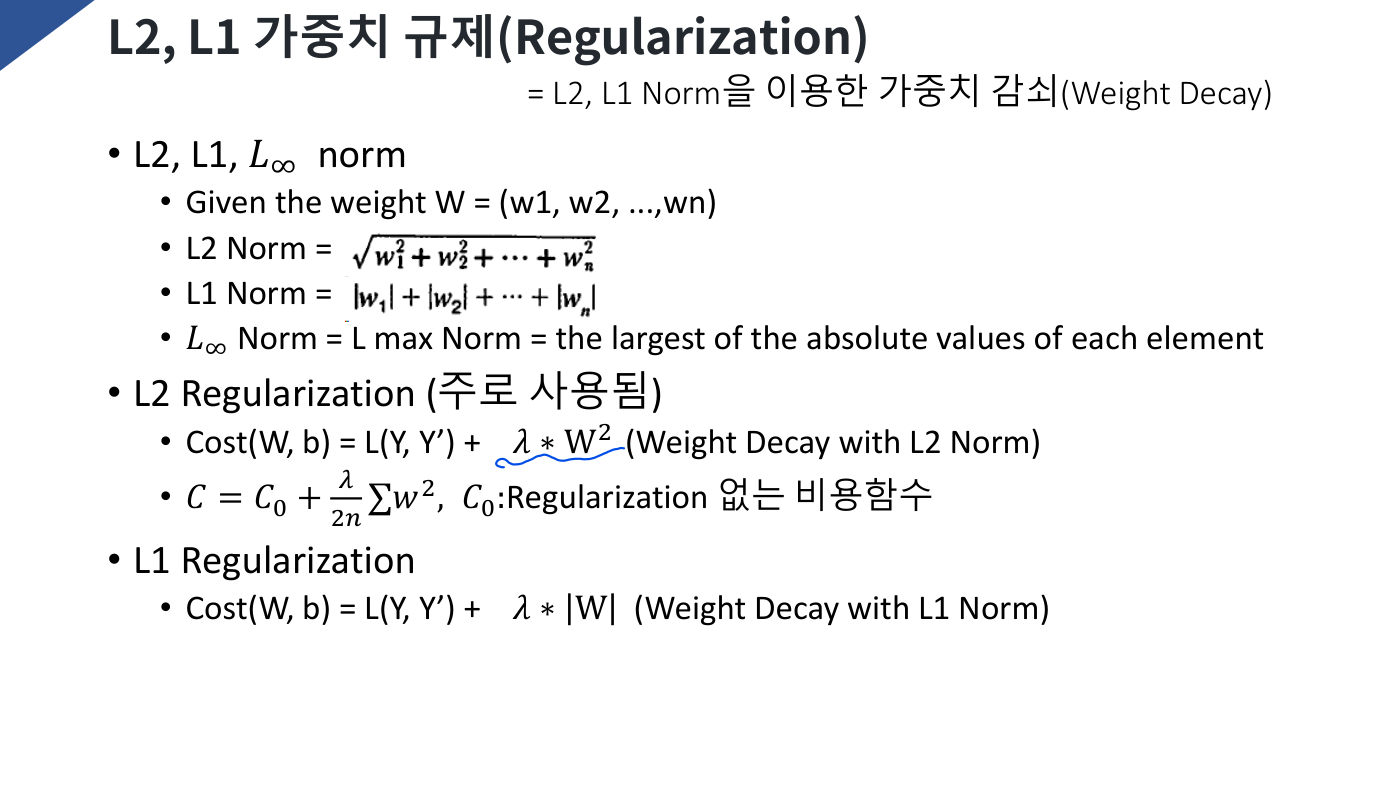 L2, L1 가중치 규제(Regularization)
= L2, L1 Norm을 이용한 가중치 감쇠(Weight Decay)
• L2, L1, L∞ norm
• Given the weight W = (w1, w2, ...,wn)
• L2 Norm = √(w₁² + w₂² + ⋯ + wₙ²)
• L1 Norm = |w₁| + |w₂| + ⋯ + |wₙ|
• L∞ Norm = L max Norm = the largest of the absolute values of each element
• L2 Regularization (주로 사용됨)
• Cost(W, b) = L(Y, Y’) + λ ∗ W² (Weight Decay with L2 Norm)
• C = C₀ + λ/2n ∑w², C₀:Regularization 없는 비용함수
• L1 Regularization
• Cost(W, b) = L(Y, Y’) + λ ∗ |W| (Weight Decay with L1 Norm)